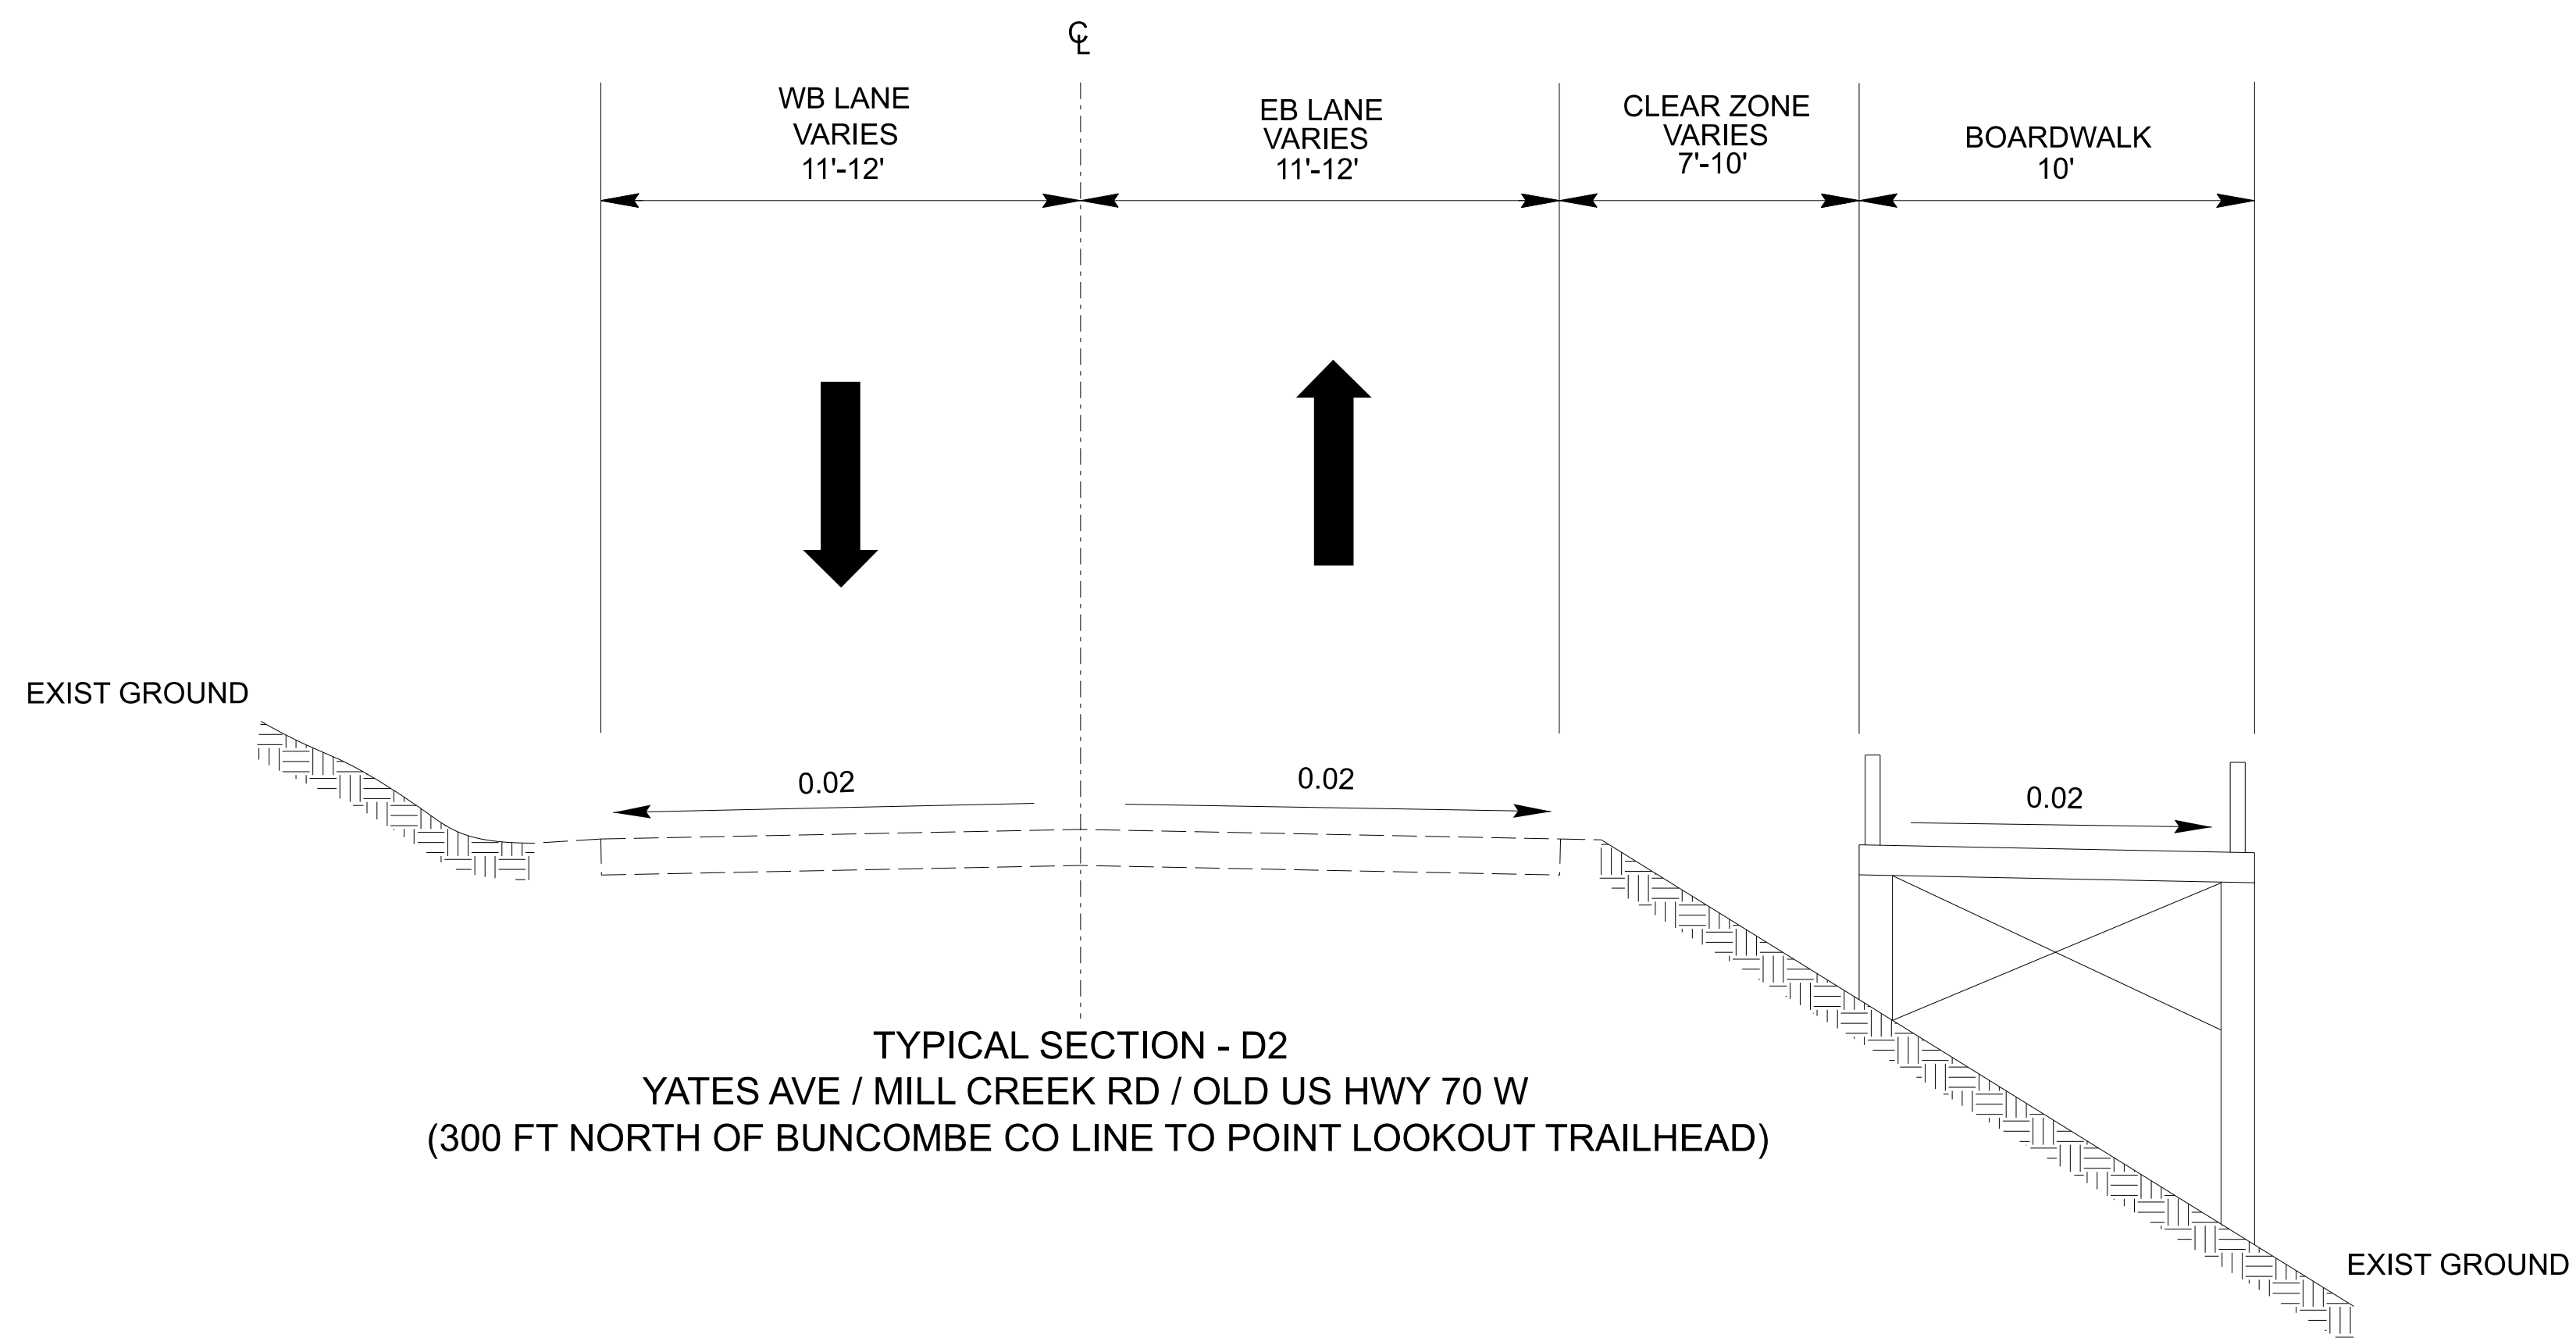 ℄
WB LANE
VARIES
11'-12'
EB LANE
VARIES
11'-12'
CLEAR ZONE
VARIES
7'-10'
BOARDWALK
10'
EXIST GROUND
0.02
0.02
0.02
TYPICAL SECTION - D2
YATES AVE / MILL CREEK RD / OLD US HWY 70 W
(300 FT NORTH OF BUNCOMBE CO LINE TO POINT LOOKOUT TRAILHEAD)
EXIST GROUND